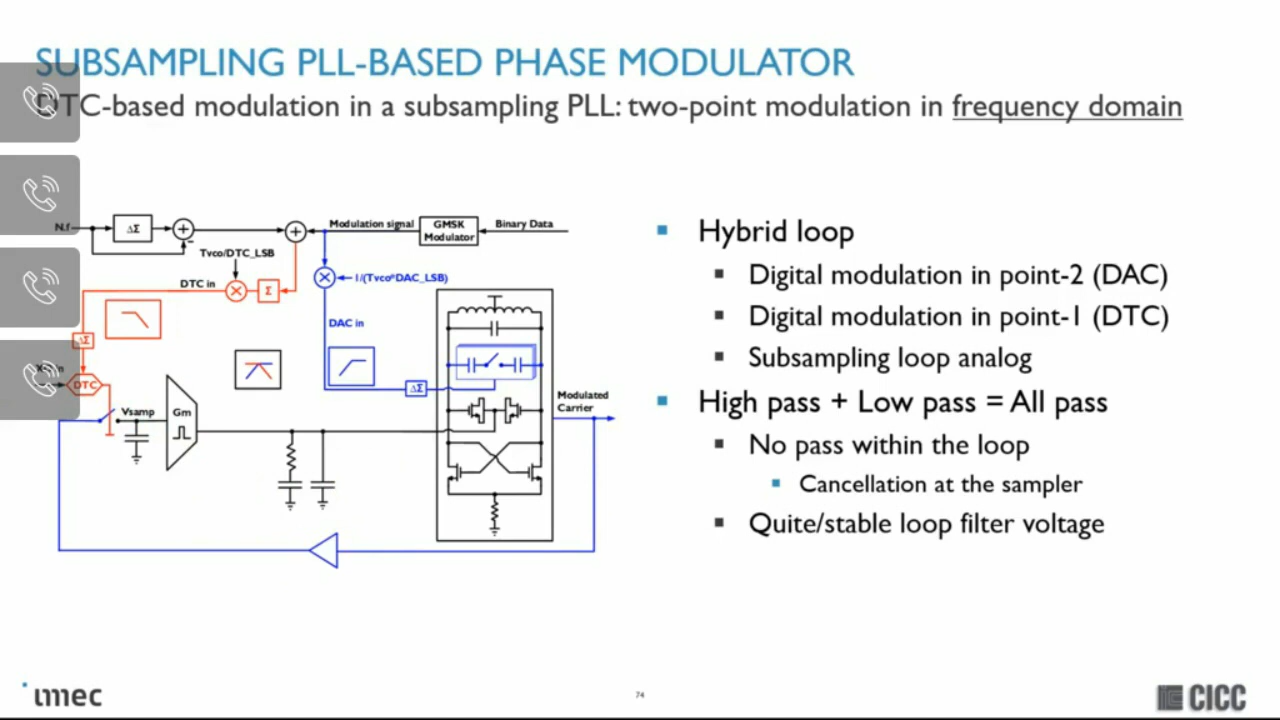 SUBSAMPLING PLL-BASED PHASE MODULATOR
DTC-based modulation in a subsampling PLL: two-point modulation in frequency domain
N.f
ΔΣ
+
-
+
Modulation signal
GMSK
Modulator
Binary Data
Tvco/DTC_LSB
DTC in
Σ
1/(Tvco*DAC_LSB)
DAC in
ΔΣ
DTC
Vsamp
Gm
ΔΣ
Modulated
Carrier
Hybrid loop
Digital modulation in point-2 (DAC)
Digital modulation in point-1 (DTC)
Subsampling loop analog
High pass + Low pass = All pass
No pass within the loop
Cancellation at the sampler
Quite/stable loop filter voltage
imec
74
CICC